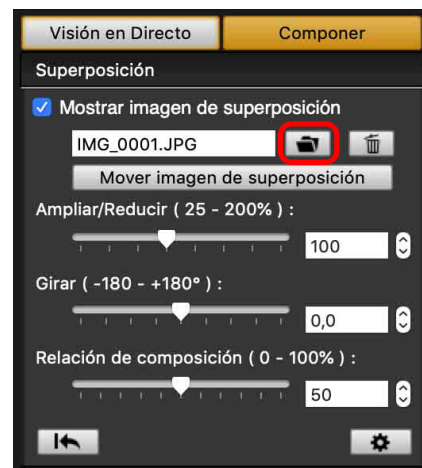 Visión en Directo
Componer
Superposición
Mostrar imagen de superposición
IMG_0001.JPG
Mover imagen de superposición
Ampliar/Reducir ( 25 - 200% ) :
100
Girar ( -180 - +180° ) :
0,0
Relación de composición ( 0 - 100% ) :
50